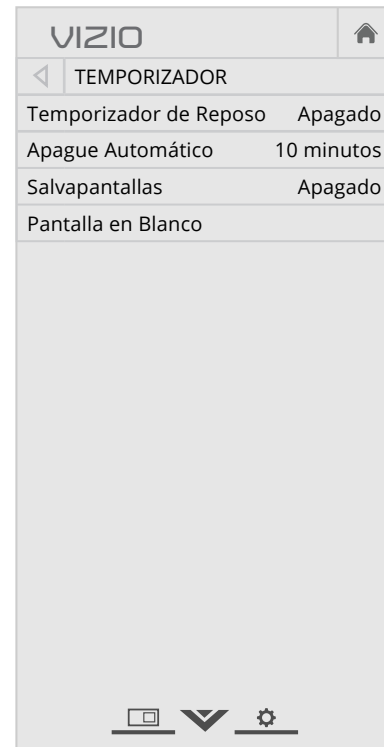 VIZIO
TEMPORIZADOR
Temporizador de Reposo Apagado
Apague Automático 10 minutos
Salvapantallas Apagado
Pantalla en Blanco